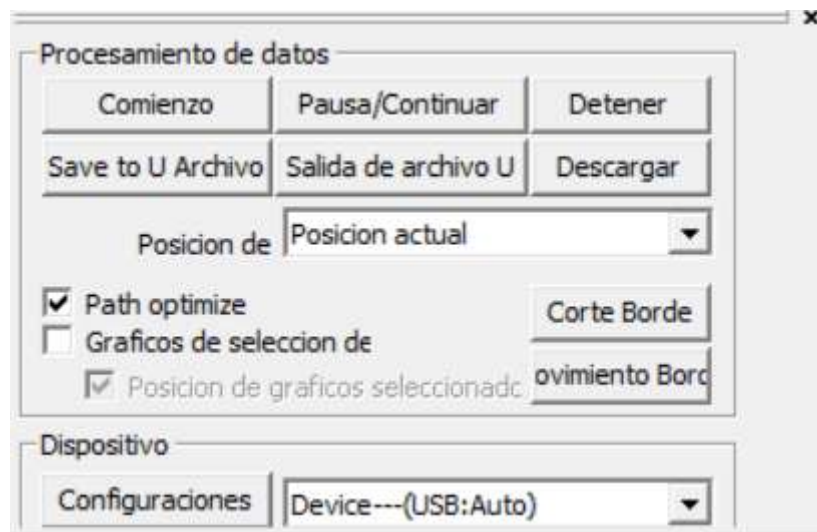 x
Procesamiento de datos
Comienzo Pausa/Continuar Detener
Save to U Archivo Salida de archivo U Descargar
Posicion de Posicion actual
Path optimize Corte Borde
Graficos de seleccion de
Posicion de graficos seleccionado ovimiento Bord
Dispositivo
Configuraciones Device---(USB:Auto)